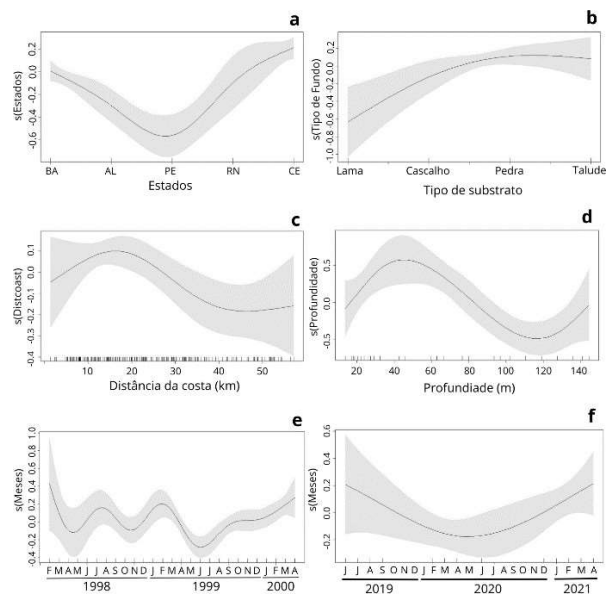 a
s(Estados)
0.2
0.0
-0.2
-0.4
-0.6
BA AL PE RN CE
Estados
b
s(Tipo de Fundo)
0.2
0.0
-0.2
-0.4
-0.6
-0.8
-1.0
Lama Cascalho Pedra Talude
Tipo de substrato
c
s(Distcoast)
0.1
0.0
-0.1
-0.2
-0.4
10 20 30 40 50
Distância da costa (km)
d
s(Profundidade)
0.5
0.0
-0.5
20 40 60 80 100 120 140
Profundiade (m)
e
s(Meses)
1.0
0.8
0.6
0.4
0.2
0.0
-0.2
-0.4
F M A M J J A S O N D J F M A M J J A S O N D J F M A
1998 1999 2000
f
s(Meses)
0.6
0.4
0.2
0.0
-0.2
J J A S O N D J F M A M J J A S O N D J F M A
2019 2020 2021